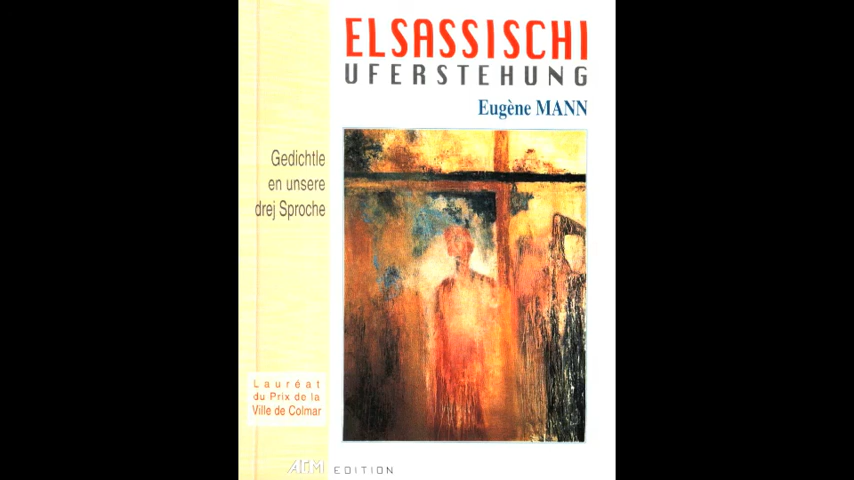 ELSASSISCHI
UFERSTEHUNG
Eugène MANN
Gedichtle
en unsere
drej Sproche
Lauréat
du Prix de la
Ville de Colmar
EDITION